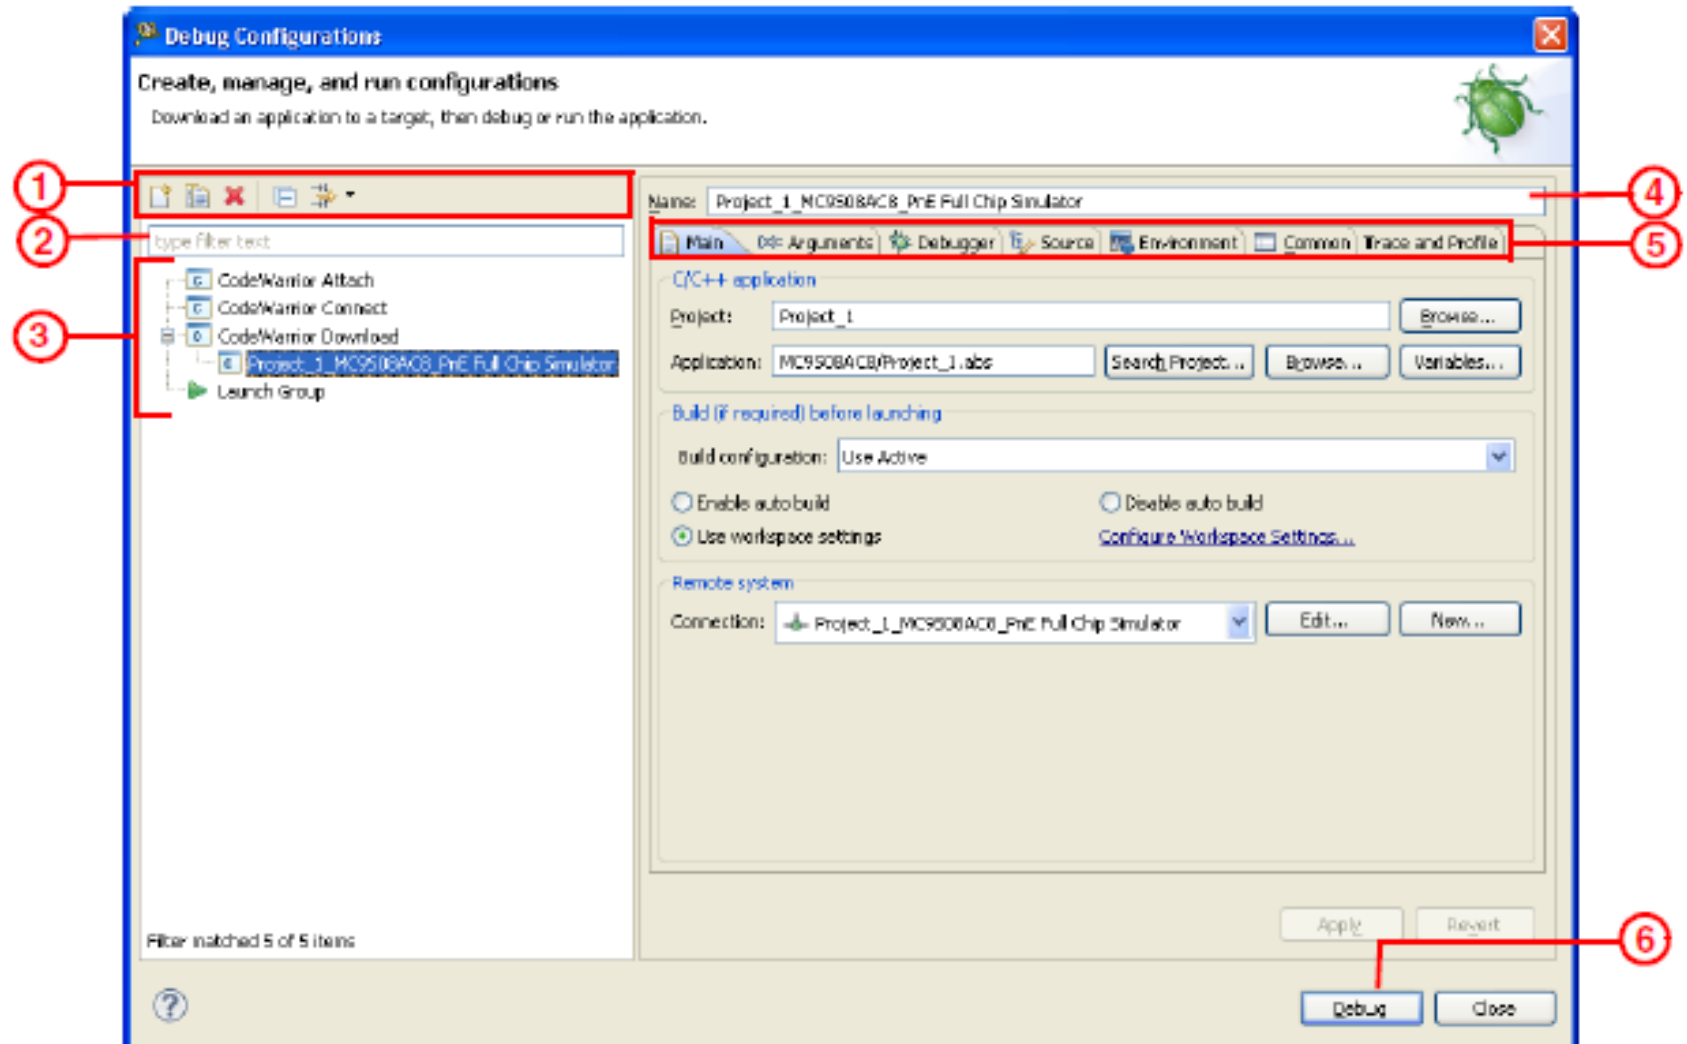 Debug Configurations
Create, manage, and run configurations
Download an application to a target, then debug or run the application.
1
2
type filter text
3
CodeWarrior Attach
CodeWarrior Connect
CodeWarrior Download
Project_1_MC9S08AC8_PnE Full Chip Simulator
Launch Group
Filter matched 5 of 5 items
Name: Project_1_MC9S08AC8_PnE Full Chip Simulator
4
Main Arguments Debugger Source Environment Common Trace and Profile
5
C/C++ application
Project: Project_1 Browse...
Application: MC9S08AC8/Project_1.abs Search Project... Browse... Variables...
Build (if required) before launching
Build configuration: Use Active
Enable auto build Disable auto build
Use workspace settings Configure Workspace Settings...
Remote system
Connection: Project_1_MC9S08AC8_PnE Full Chip Simulator Edit... New...
Apply Revert
6
? Debug Close